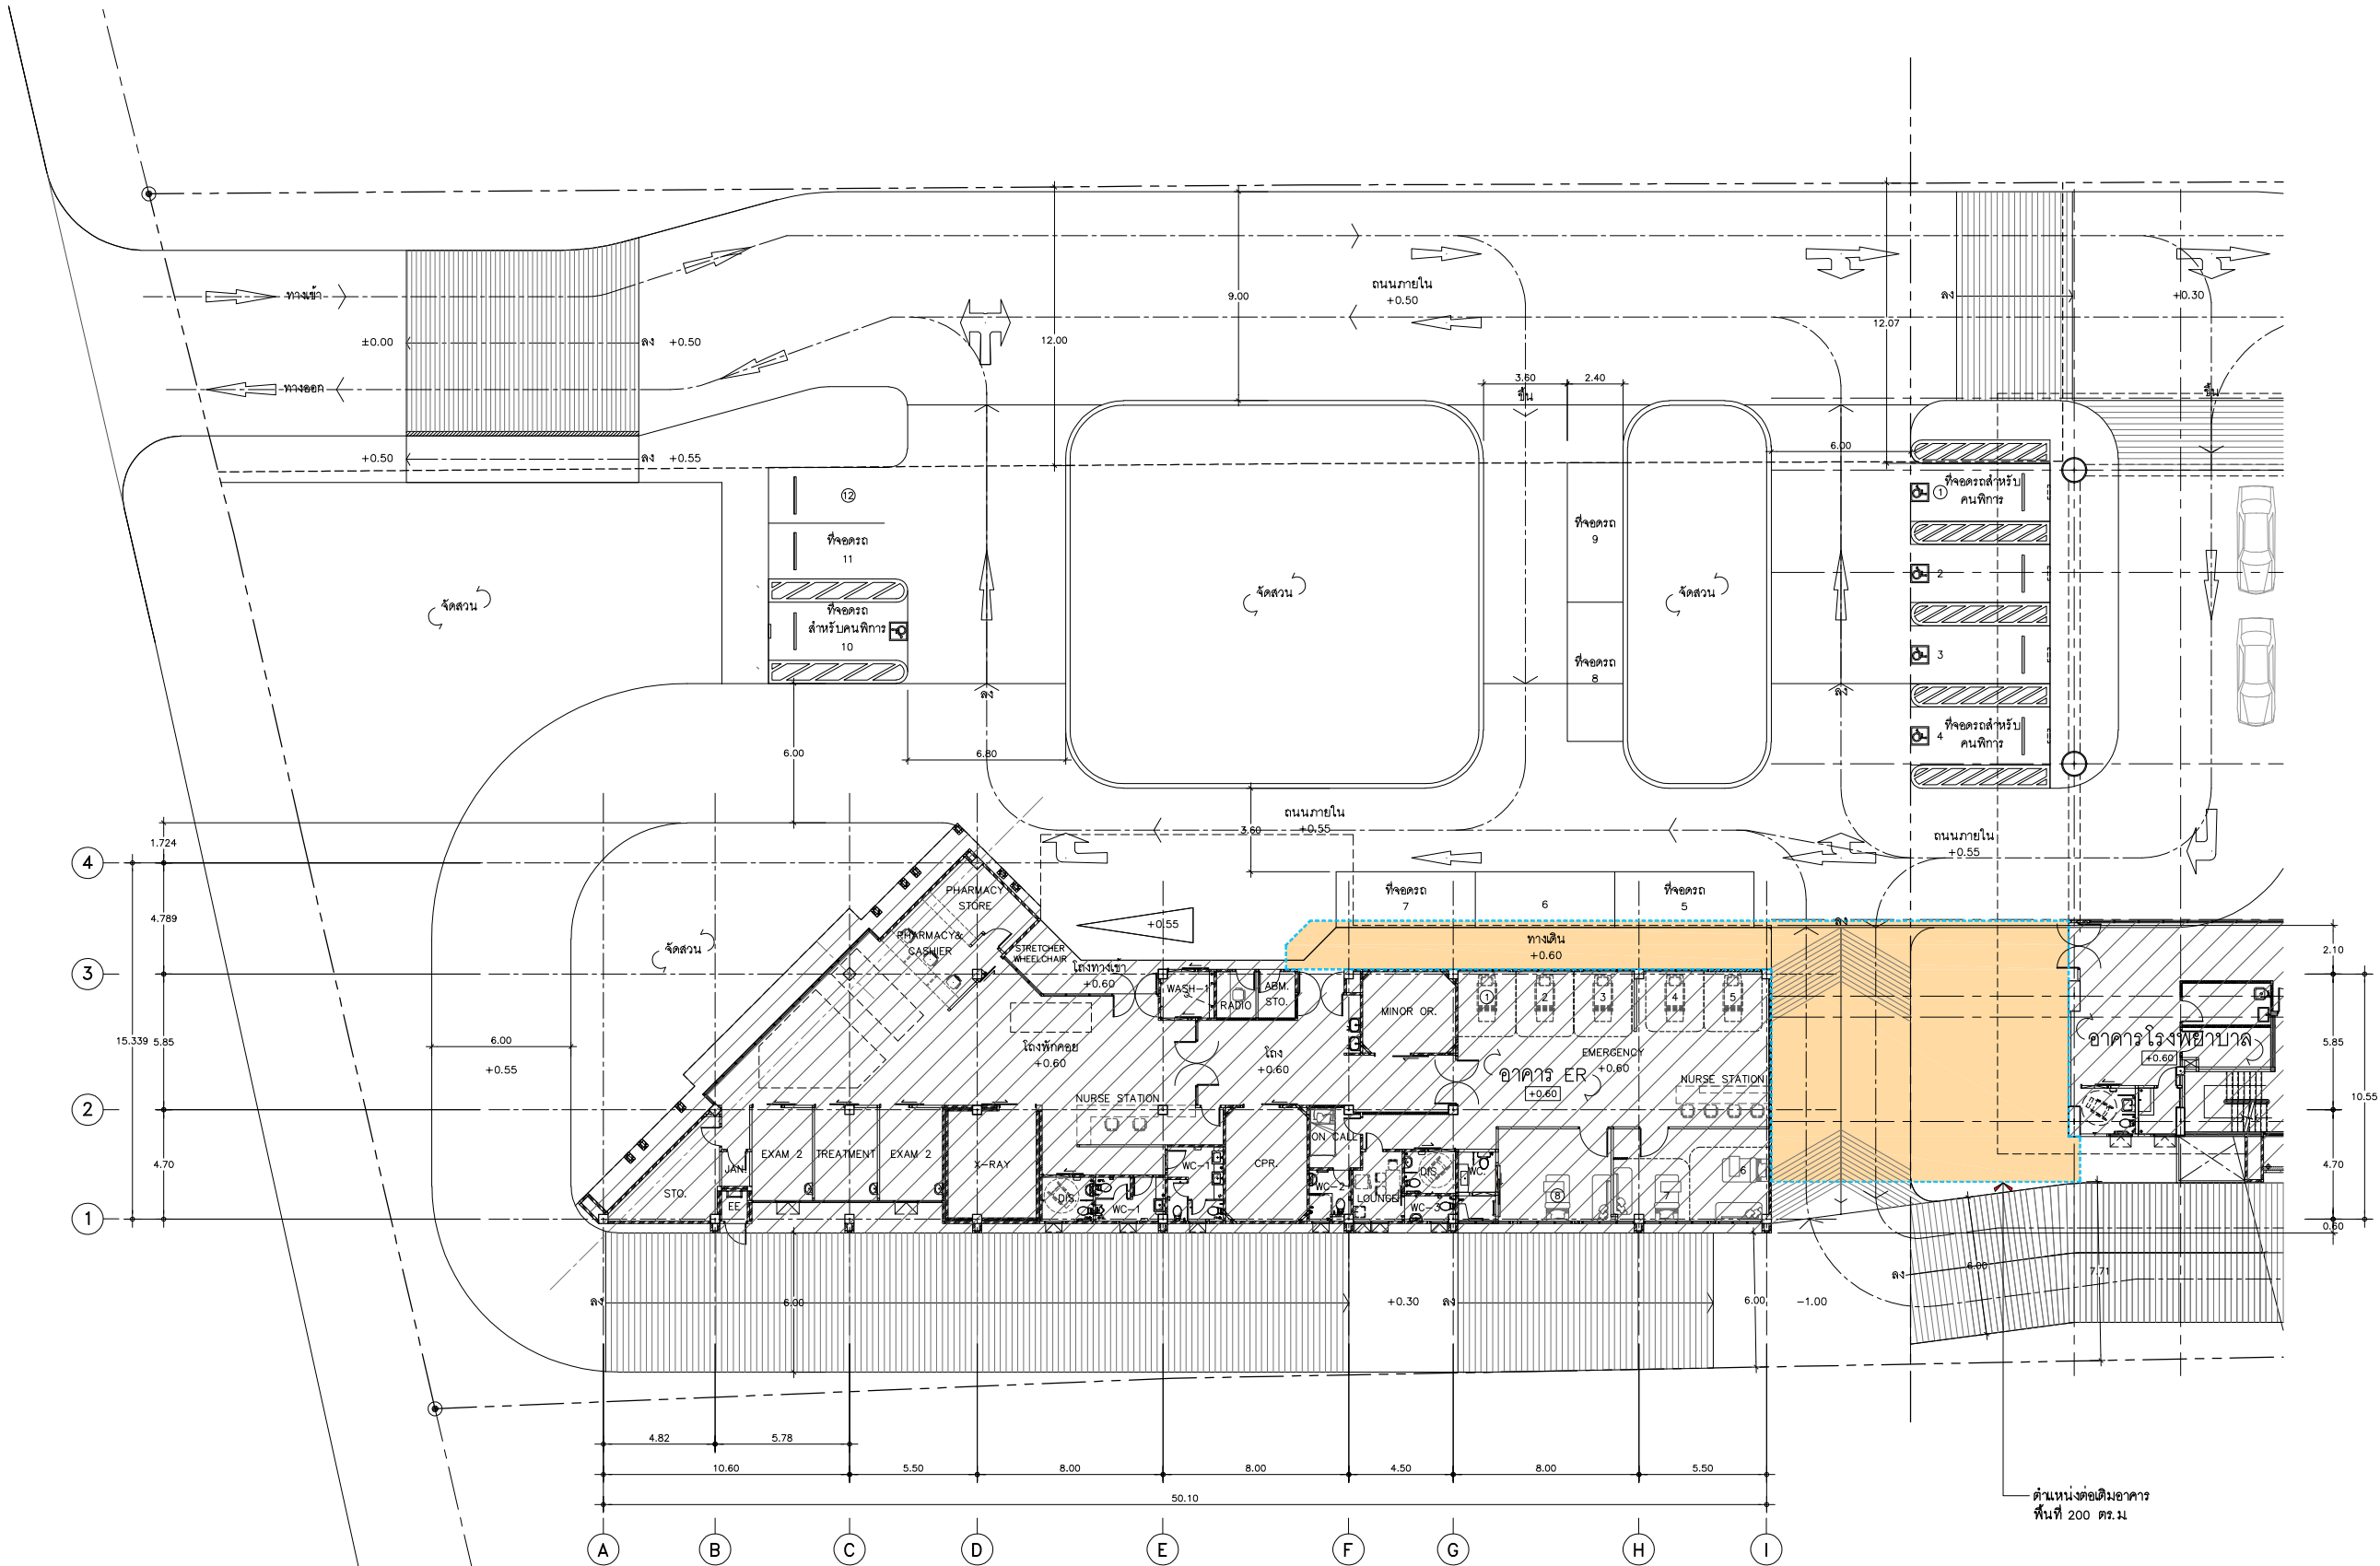 ทางเข้า
ถนนภายใน
+0.50
9.00
ลง
+0.30
12.07
±0.00
ลง +0.50
12.00
ทางออก
3.60
2.40
ขึ้น
ขึ้น
6.00
+0.50
ลง +0.55
12
ที่จอดรถ
11
ที่จอดรถ
สำหรับคนพิการ
10
ที่จอดรถ
9
ที่จอดรถ
8
1
ที่จอดรถสำหรับ
คนพิการ
2
3
4
ที่จอดรถสำหรับ
คนพิการ
จัดสวน
จัดสวน
จัดสวน
ลง
ลง
6.00
6.80
3.60
ถนนภายใน
+0.55
ถนนภายใน
+0.55
1.724
4
4.789
3
15.339
5.85
2
4.70
1
จัดสวน
6.00
+0.55
PHARMACY
STORE
PHARMACY&
CASHIER
STRETCHER
WHEELCHAIR
+0.55
ที่จอดรถ
7
6
ที่จอดรถ
5
ทางเดิน
+0.60
ลง
โถงทางเข้า
+0.60
WASH-1
RADIO
ABM.
STO.
MINOR OR.
1
2
3
4
5
โถงพักคอย
+0.60
โถง
+0.60
EMERGENCY
+0.60
อาคาร ER
+0.60
NURSE STATION
NURSE STATION
อาคารโรงพยาบาล
+0.60
2.10
5.85
10.55
4.70
0.60
EXAM 2
TREATMENT
EXAM 2
X-RAY
JAN.
STO.
EE
DIS.
WC-1
WC-1
CPR.
ON CALL
WC-2
LOUNGE
DIS.
WC-3
WC.
8
7
6
ลง
6.00
+0.30
ลง
6.00
-1.00
ลง
6.00
7.71
4.82
5.78
10.60
5.50
8.00
8.00
4.50
8.00
5.50
50.10
ตำแหน่งต่อเติมอาคาร
พื้นที่ 200 ตร.ม
A
B
C
D
E
F
G
H
I